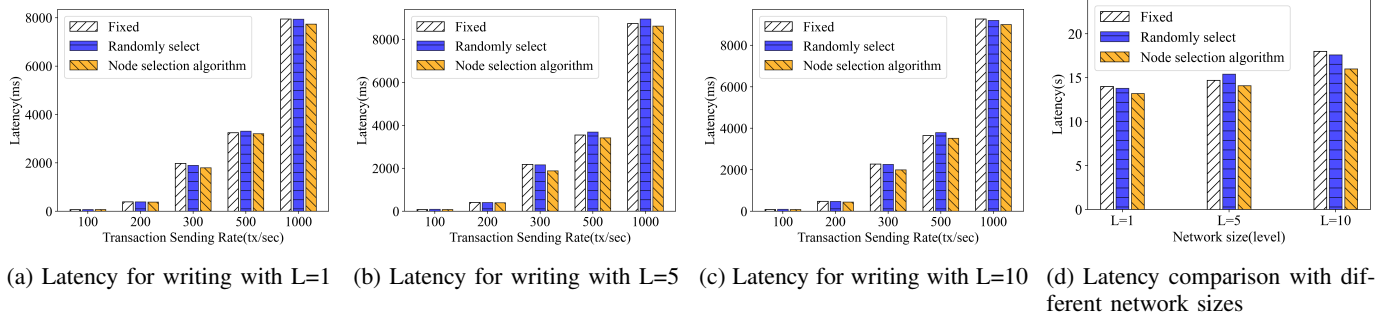 8000
6000
4000
2000
0
Latency(ms)
Fixed
Randomly select
Node selection algorithm
100 200 300 500 1000
Transaction Sending Rate(tx/sec)
(a) Latency for writing with L=1
8000
6000
4000
2000
0
Latency(ms)
Fixed
Randomly select
Node selection algorithm
100 200 300 500 1000
Transaction Sending Rate(tx/sec)
(b) Latency for writing with L=5
8000
6000
4000
2000
0
Latency(ms)
Fixed
Randomly select
Node selection algorithm
100 200 300 500 1000
Transaction Sending Rate(tx/sec)
(c) Latency for writing with L=10
20
15
10
5
0
Latency(s)
Fixed
Randomly select
Node selection algorithm
L=1 L=5 L=10
Network size(level)
(d) Latency comparison with dif-
ferent network sizes